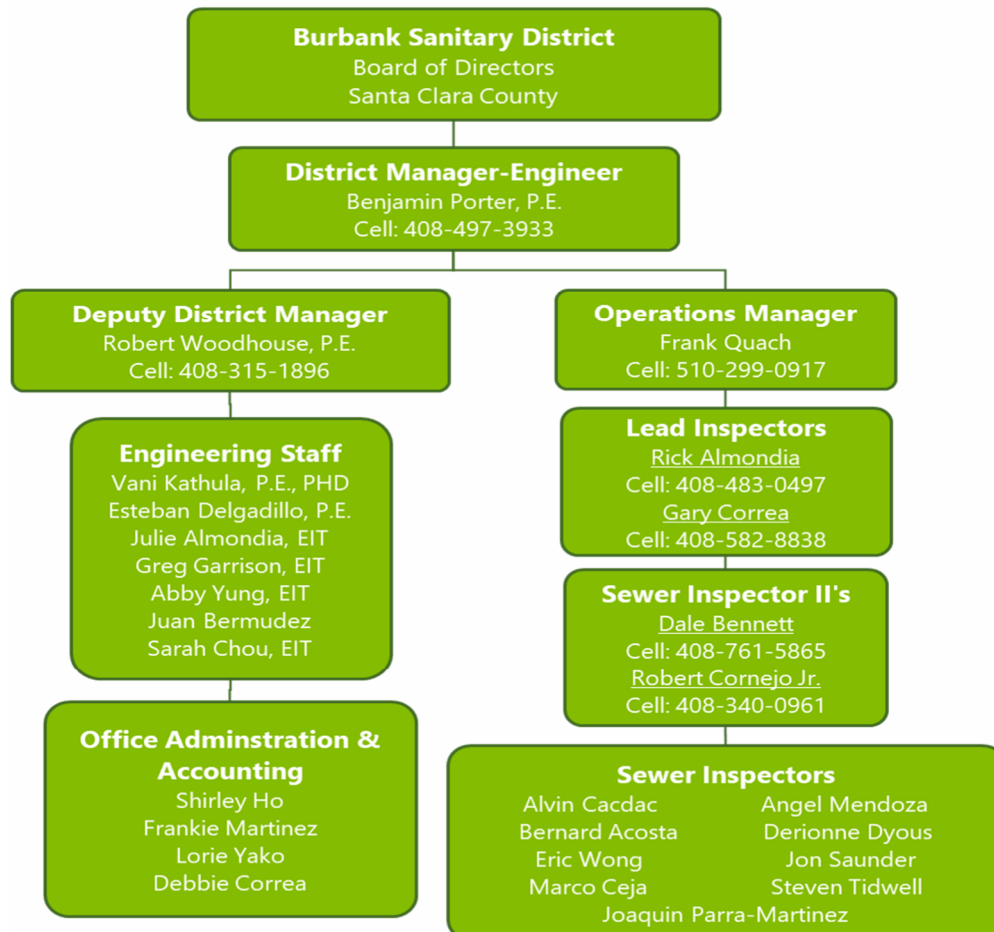 Burbank Sanitary District
Board of Directors
Santa Clara County
District Manager-Engineer
Benjamin Porter, P.E.
Cell: 408-497-3933
Deputy District Manager
Robert Woodhouse, P.E.
Cell: 408-315-1896
Operations Manager
Frank Quach
Cell: 510-299-0917
Engineering Staff
Vani Kathula, P.E., PHD
Esteban Delgadillo, P.E.
Julie Almondia, EIT
Greg Garrison, EIT
Abby Yung, EIT
Juan Bermudez
Sarah Chou, EIT
Lead Inspectors
Rick Almondia
Cell: 408-483-0497
Gary Correa
Cell: 408-582-8838
Sewer Inspector II's
Dale Bennett
Cell: 408-761-5865
Robert Cornejo Jr.
Cell: 408-340-0961
Office Adminstration &
Accounting
Shirley Ho
Frankie Martinez
Lorie Yako
Debbie Correa
Sewer Inspectors
Alvin Cacdac Angel Mendoza
Bernard Acosta Derionne Dyous
Eric Wong Jon Saunder
Marco Ceja Steven Tidwell
Joaquin Parra-Martinez